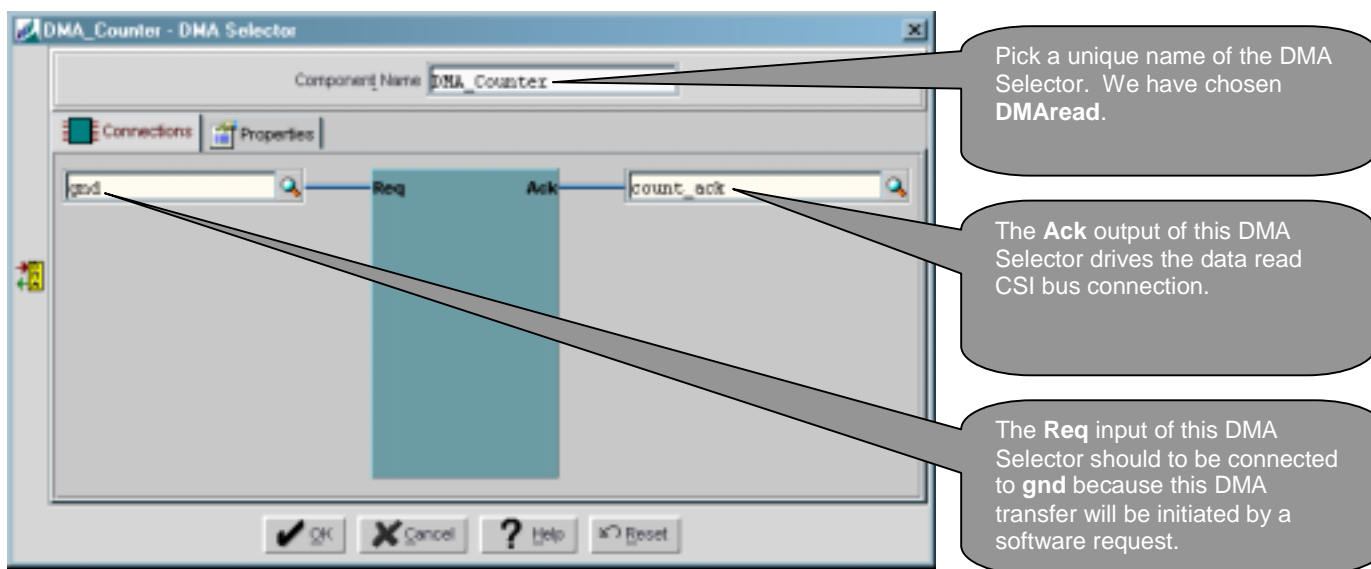 DMA_Counter - DMA Selector
Component Name DMA_Counter
Connections Properties
gnd Req Ack count_ack
OK Cancel Help Reset
Pick a unique name of the DMA
Selector. We have chosen
DMAread.
The Ack output of this DMA
Selector drives the data read
CSI bus connection.
The Req input of this DMA
Selector should to be connected
to gnd because this DMA
transfer will be initiated by a
software request.